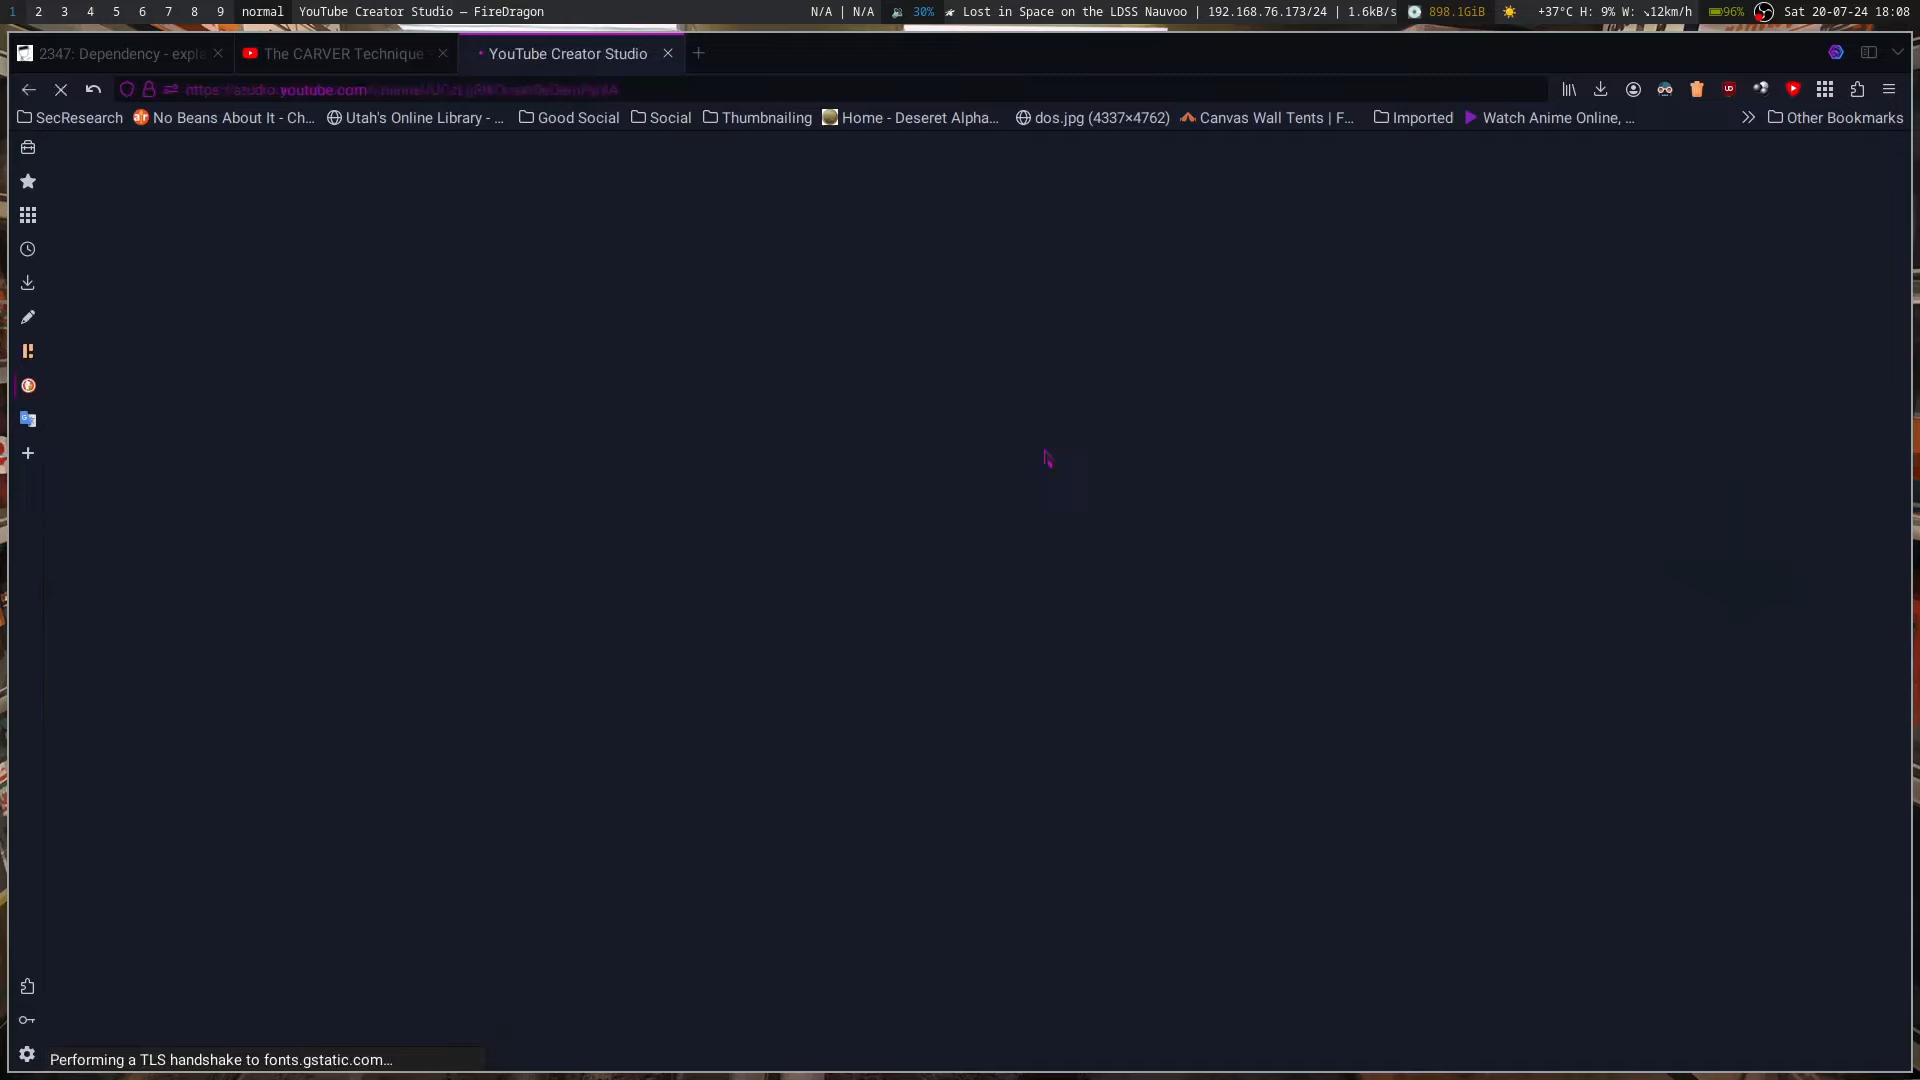 1 2 3 4 5 6 7 8 9 normal YouTube Creator Studio — FireDragon N/A | N/A 30% Lost in Space on the LDSS Nauvoo | 192.168.76.173/24 | 1.6kB/s 898.1GiB +37°C H: 9% W: ↘12km/h 96% Sat 20-07-24 18:08
2347: Dependency - expla The CARVER Technique - YouTube Creator Studio
https://studio.youtube.com
SecResearch No Beans About It - Ch... Utah's Online Library - ... Good Social Social Thumbnailing Home - Deseret Alpha... dos.jpg (4337×4762) Canvas Wall Tents | F... Imported Watch Anime Online, ... Other Bookmarks
Performing a TLS handshake to fonts.gstatic.com…